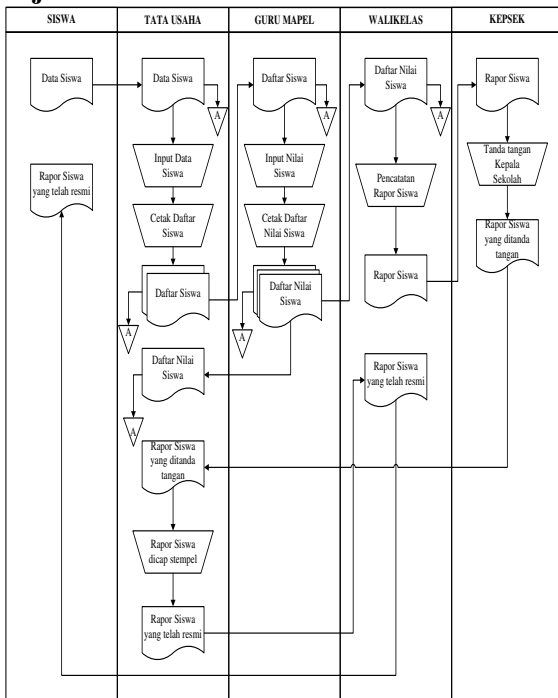 SISWA
TATA USAHA
GURU MAPEL
WALIKELAS
KEPSEK
Data Siswa
Rapor Siswa
yang telah resmi
Data Siswa
A
Input Data
Siswa
Cetak Daftar
Siswa
Daftar Siswa
A
Daftar Nilai
Siswa
A
Rapor Siswa
yang ditanda
tangan
Rapor Siswa
dicap stempel
Rapor Siswa
yang telah resmi
Daftar Siswa
A
Input Nilai
Siswa
Cetak Daftar
Nilai Siswa
Daftar Nilai
Siswa
A
Daftar Nilai
Siswa
A
Pencatatan
Rapor Siswa
Rapor Siswa
Rapor Siswa
yang telah resmi
Rapor Siswa
Tanda tangan
Kepala
Sekolah
Rapor Siswa
yang ditanda
tangan